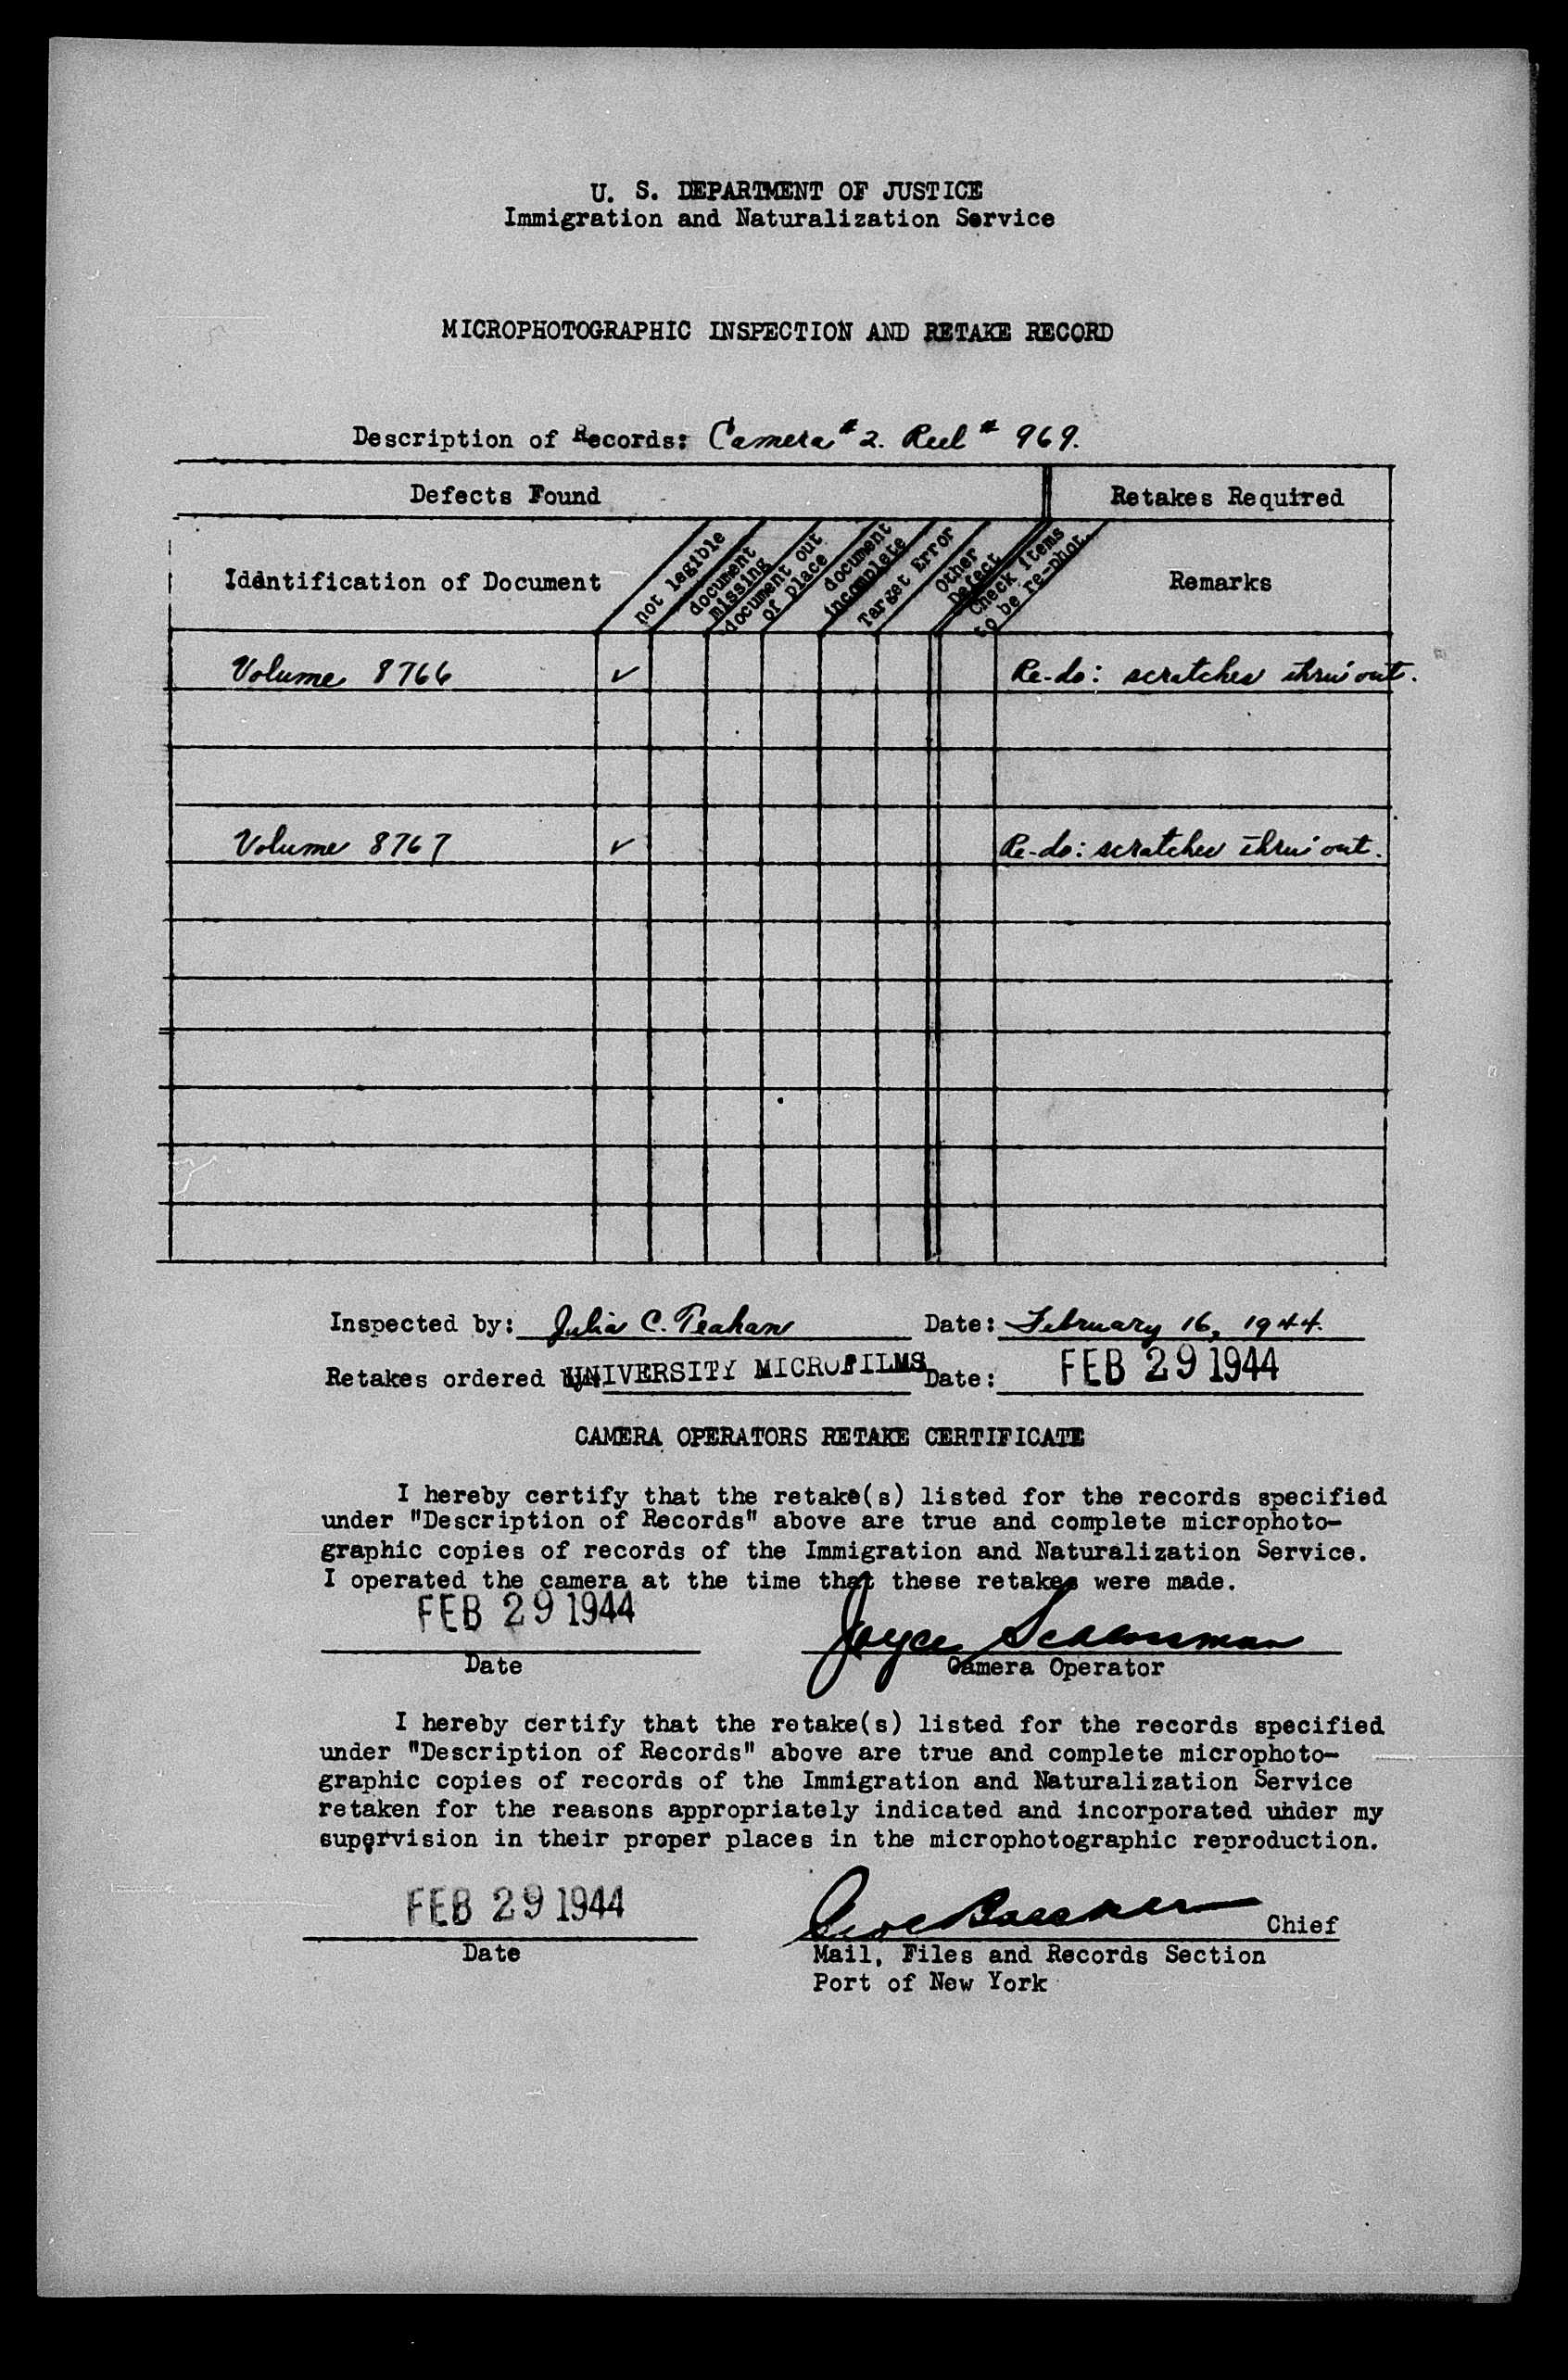 U. S. DEPARTMENT OF JUSTICE
Immigration and Naturalization Service
MICROPHOTOGRAPHIC INSPECTION AND RETAKE RECORD
Description of Records: Camera # 2. Reel # 969.
Defects Found
Retakes Required
Identification of Document
not legible
document missing
document out of place
document incomplete
Target Error
Other Defect
Check items to be re-phot.
Remarks
Volume 8766 ✓ Re-do: scratches thru'out.
Volume 8767 ✓ Re-do: scratches thru'out.
Inspected by: Julia C. Teahan Date: February 16, 1944.
Retakes ordered by: UNIVERSITY MICROFILMS Date: FEB 29 1944
CAMERA OPERATORS RETAKE CERTIFICATE
I hereby certify that the retake(s) listed for the records specified
under "Description of Records" above are true and complete microphoto-
graphic copies of records of the Immigration and Naturalization Service.
I operated the camera at the time that these retakes were made.
FEB 29 1944 Joyce
Date Camera Operator
I hereby certify that the retake(s) listed for the records specified
under "Description of Records" above are true and complete microphoto-
graphic copies of records of the Immigration and Naturalization Service
retaken for the reasons appropriately indicated and incorporated under my
supervision in their proper places in the microphotographic reproduction.
FEB 29 1944 Chief
Date Mail, Files and Records Section
Port of New York